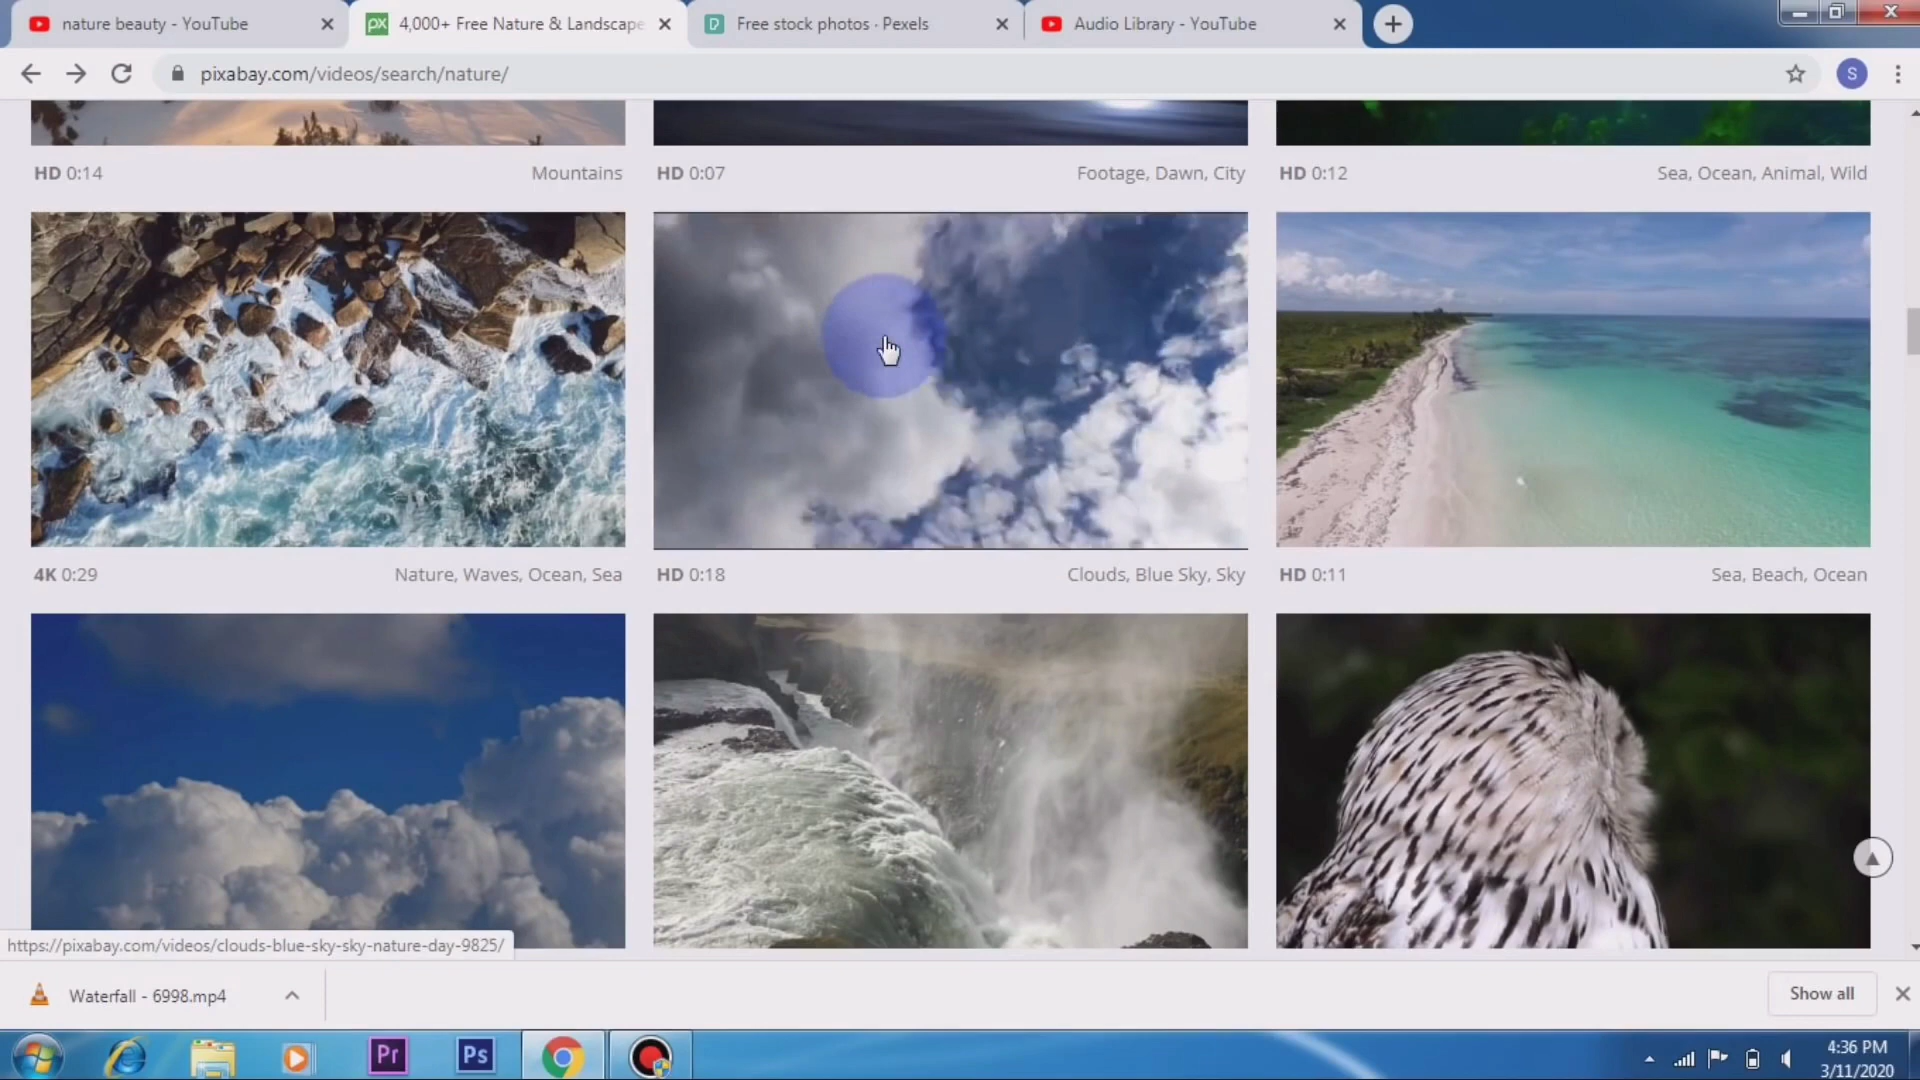 nature beauty - YouTube
4,000+ Free Nature & Landscape
Free stock photos · Pexels
Audio Library - YouTube
pixabay.com/videos/search/nature/
S
HD 0:14
Mountains
HD 0:07
Footage, Dawn, City
HD 0:12
Sea, Ocean, Animal, Wild
4K 0:29
Nature, Waves, Ocean, Sea
HD 0:18
Clouds, Blue Sky, Sky
HD 0:11
Sea, Beach, Ocean
https://pixabay.com/videos/clouds-blue-sky-sky-nature-day-9825/
Waterfall - 6998.mp4
Show all
Pr
Ps
4:36 PM
3/11/2020